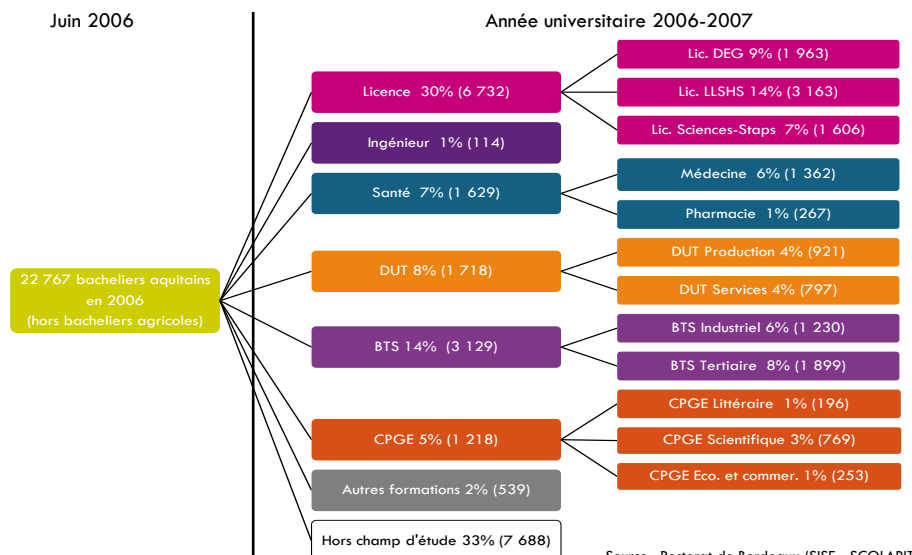 Juin 2006
Année universitaire 2006-2007
22 767 bacheliers aquitains
en 2006
(hors bacheliers agricoles)
Licence 30% (6 732)
Lic. DEG 9% (1 963)
Lic. LLSHS 14% (3 163)
Lic. Sciences-Staps 7% (1 606)
Ingénieur 1% (114)
Santé 7% (1 629)
Médecine 6% (1 362)
Pharmacie 1% (267)
DUT 8% (1 718)
DUT Production 4% (921)
DUT Services 4% (797)
BTS 14% (3 129)
BTS Industriel 6% (1 230)
BTS Tertiaire 8% (1 899)
CPGE 5% (1 218)
CPGE Littéraire 1% (196)
CPGE Scientifique 3% (769)
CPGE Eco. et commer. 1% (253)
Autres formations 2% (539)
Hors champ d'étude 33% (7 688)